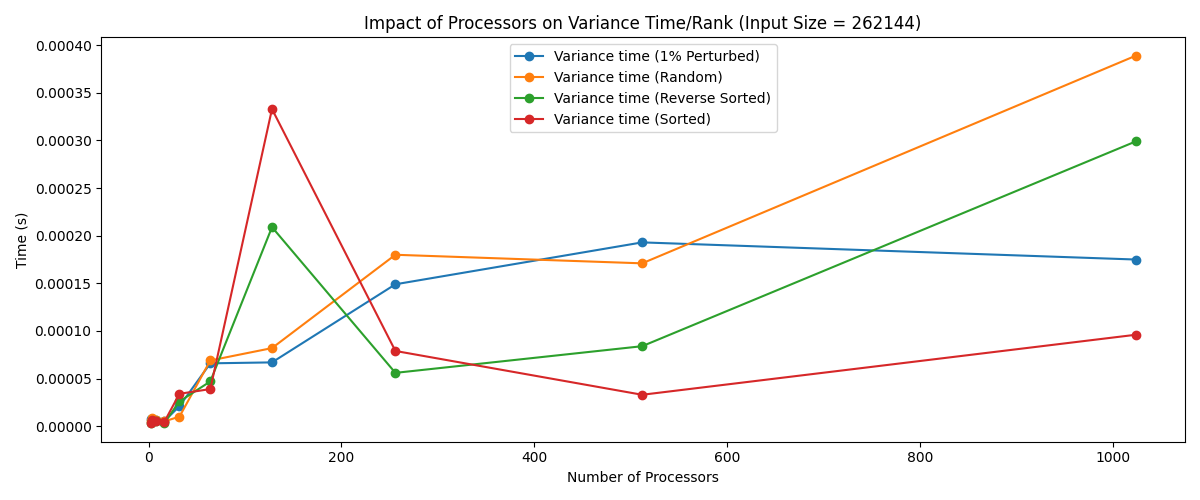 Impact of Processors on Variance Time/Rank (Input Size = 262144)
Variance time (1% Perturbed)
Variance time (Random)
Variance time (Reverse Sorted)
Variance time (Sorted)
Time (s)
0.00040
0.00035
0.00030
0.00025
0.00020
0.00015
0.00010
0.00005
0.00000
0 200 400 600 800 1000
Number of Processors